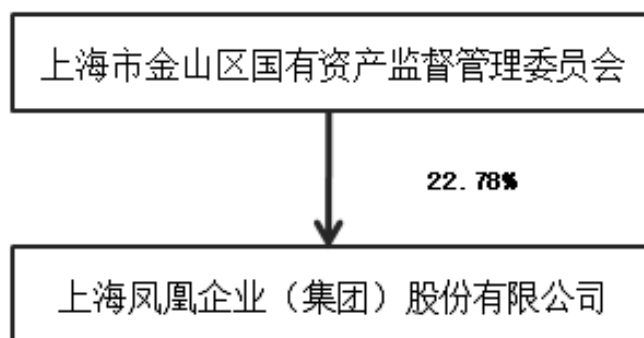 上海市金山区国有资产监督管理委员会
22.78%
上海凤凰企业（集团）股份有限公司